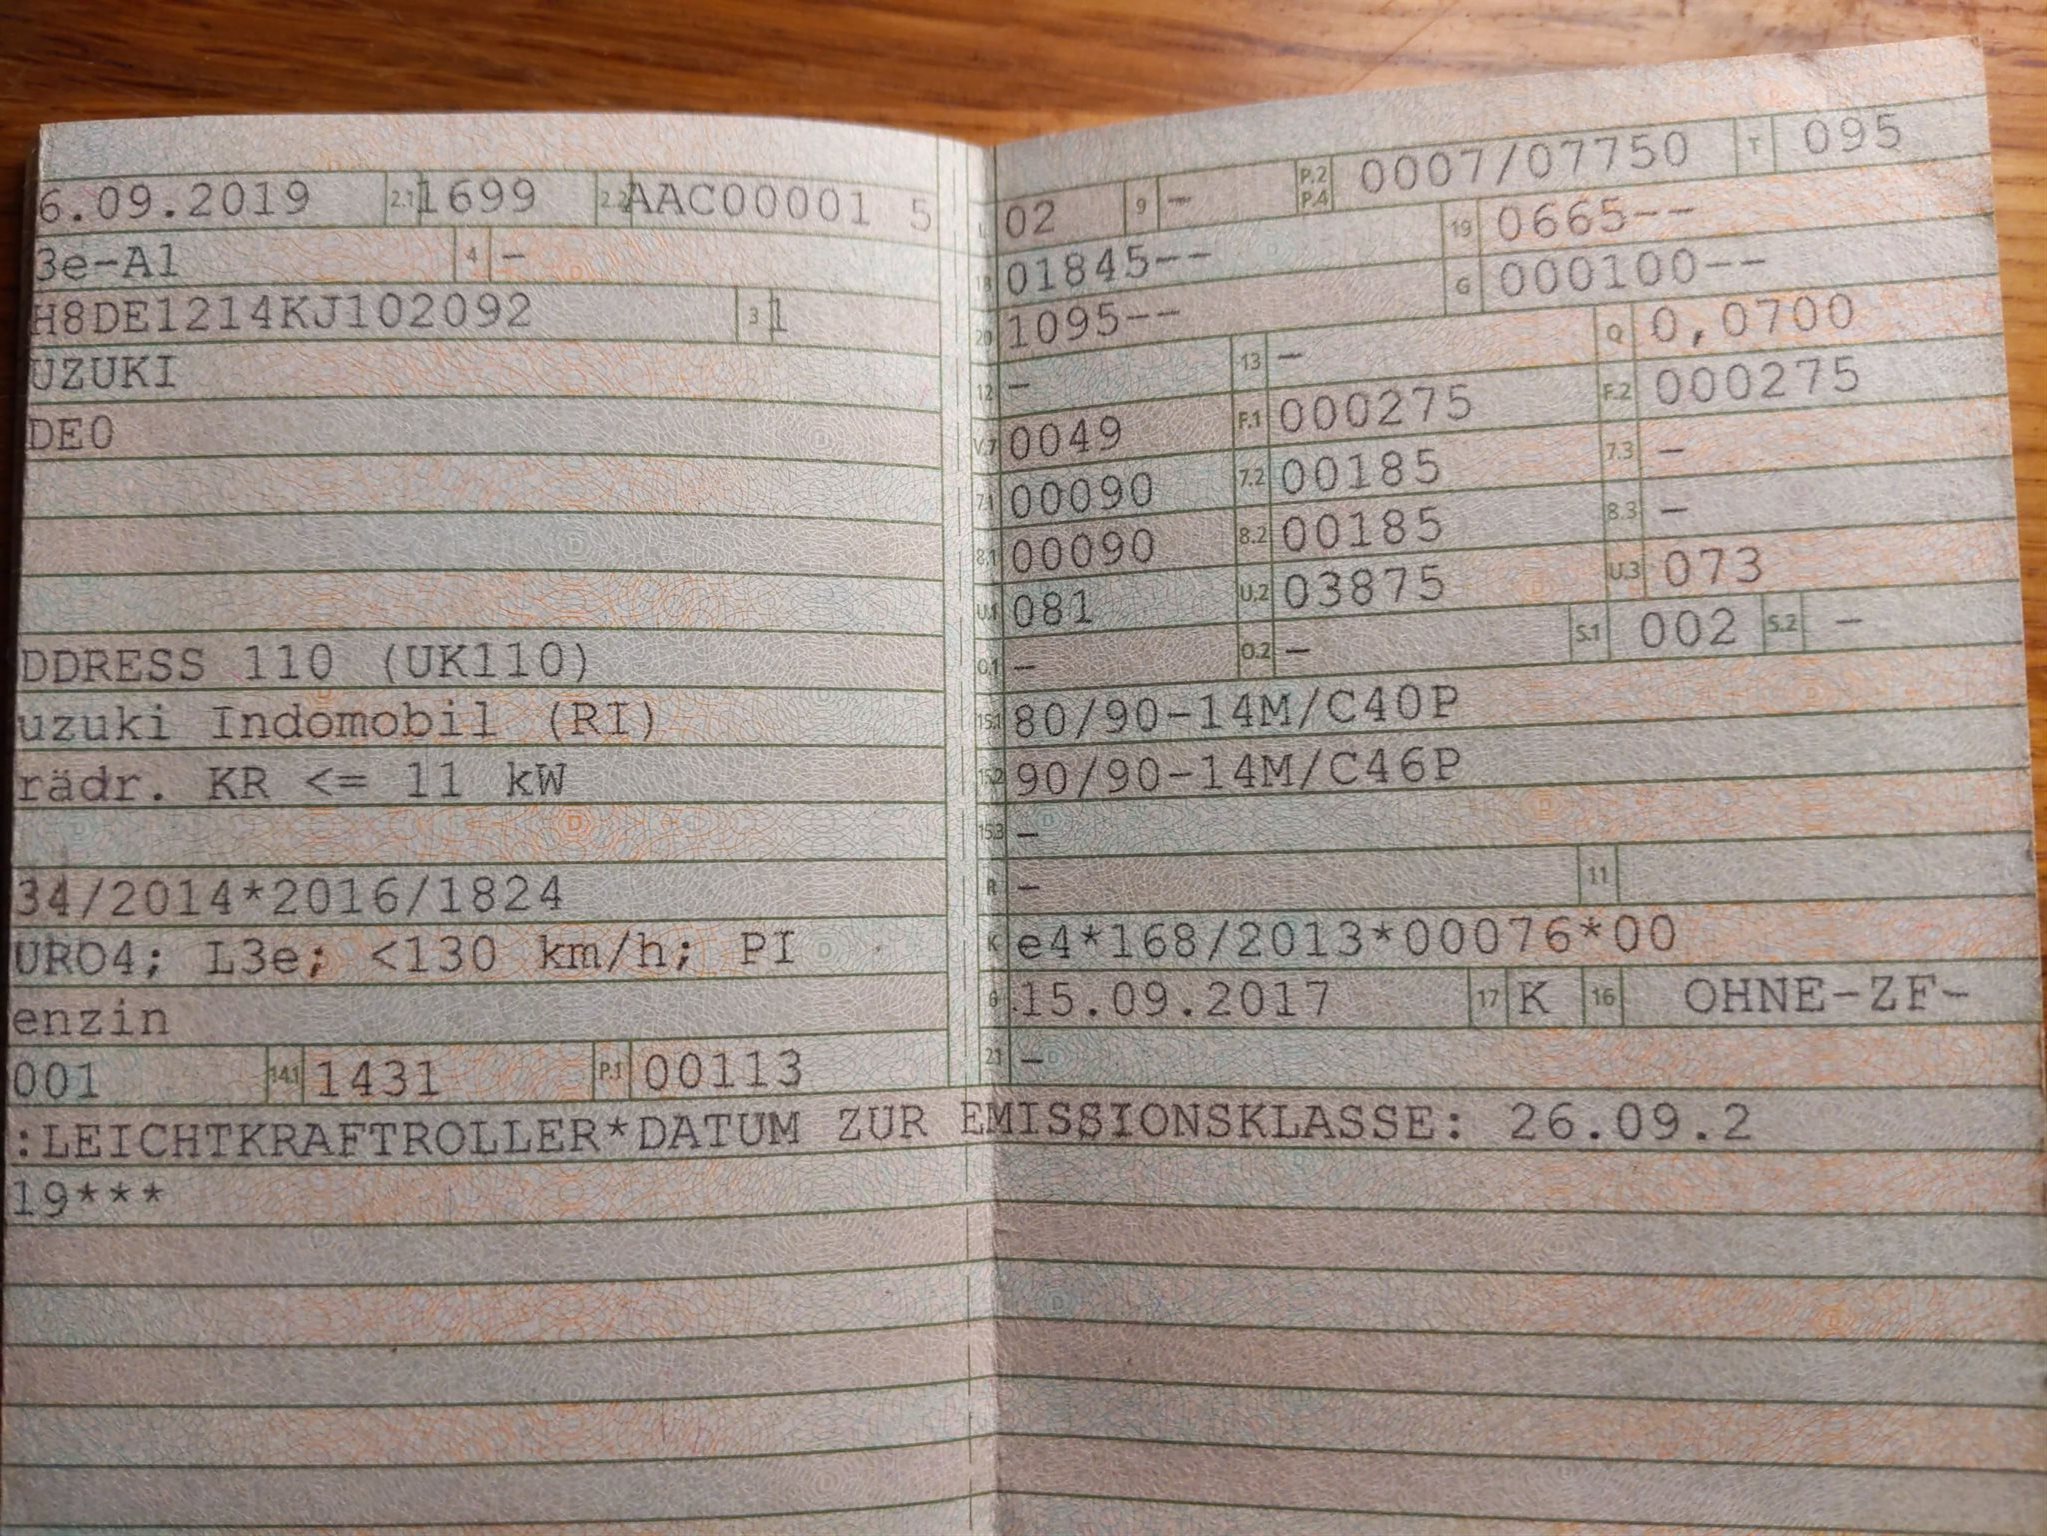 6.09.2019 2.1 1699 2.2 AAC00001 5
3e-A1 4 -
H8DE1214KJ102092 3 1
UZUKI
DE0
DDRESS 110 (UK110)
uzuki Indomobil (RI)
rädr. KR <= 11 kW
34/2014*2016/1824
URO4; L3e; <130 km/h; PI
enzin
001 14.1 1431 P.1 00113
L 02 9 - P.2 P.4 0007/07750 T 095
18 01845-- 19 0665--
20 1095-- G 000100--
12 - 13 - Q 0,0700
V.7 0049 F.1 000275 F.2 000275
7.1 00090 7.2 00185 7.3 -
8.1 00090 8.2 00185 8.3 -
U.1 081 U.2 03875 U.3 073
O.1 - O.2 - S.1 002 S.2 -
15.1 80/90-14M/C40P
15.2 90/90-14M/C46P
15.3 -
R - 11
K e4*168/2013*00076*00
6 15.09.2017 17 K 16 OHNE-ZF-
21 -
:LEICHTKRAFTROLLER*DATUM ZUR EMISSIONSKLASSE: 26.09.2
19***